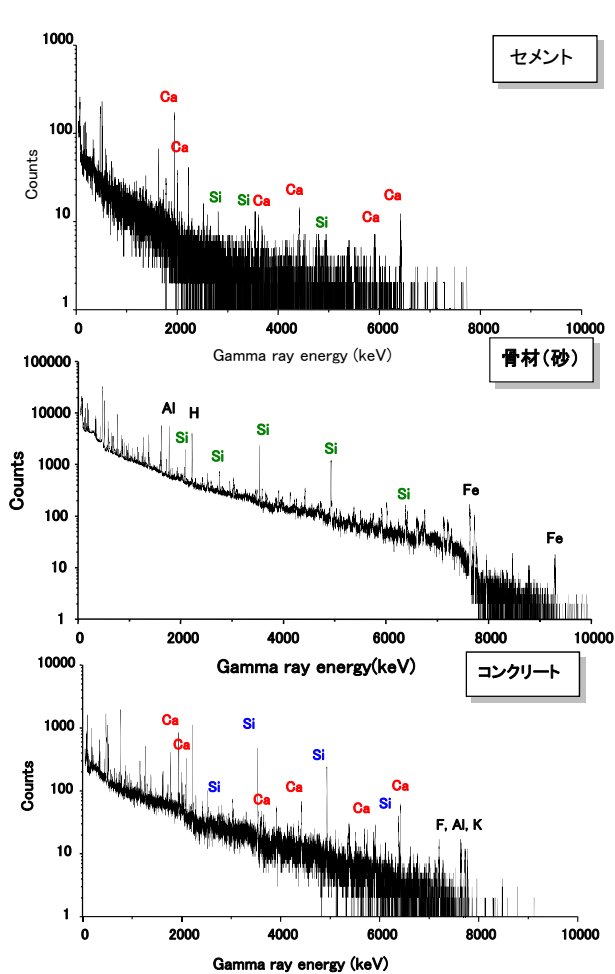 1000
セメント
Ca
100
Ca
Counts
Si
Si
Ca
Ca
Ca
Ca
Si
10
1
0
2000
4000
6000
8000
10000
Gamma ray energy (keV)
100000
骨材(砂)
10000
Al
H
Si
Si
Si
Si
Si
1000
Counts
100
Fe
Fe
10
1
0
2000
4000
6000
8000
10000
Gamma ray energy(keV)
10000
コンクリート
1000
Ca
Ca
Si
Si
Si
Ca
Ca
Ca
Si
Ca
100
Counts
F, Al, K
10
1
0
2000
4000
6000
8000
10000
Gamma ray energy (keV)